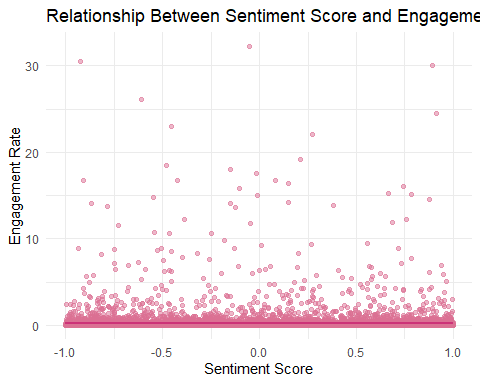 Relationship Between Sentiment Score and Engageme
Engagement Rate
30
20
10
0
-1.0 -0.5 0.0 0.5 1.0
Sentiment Score